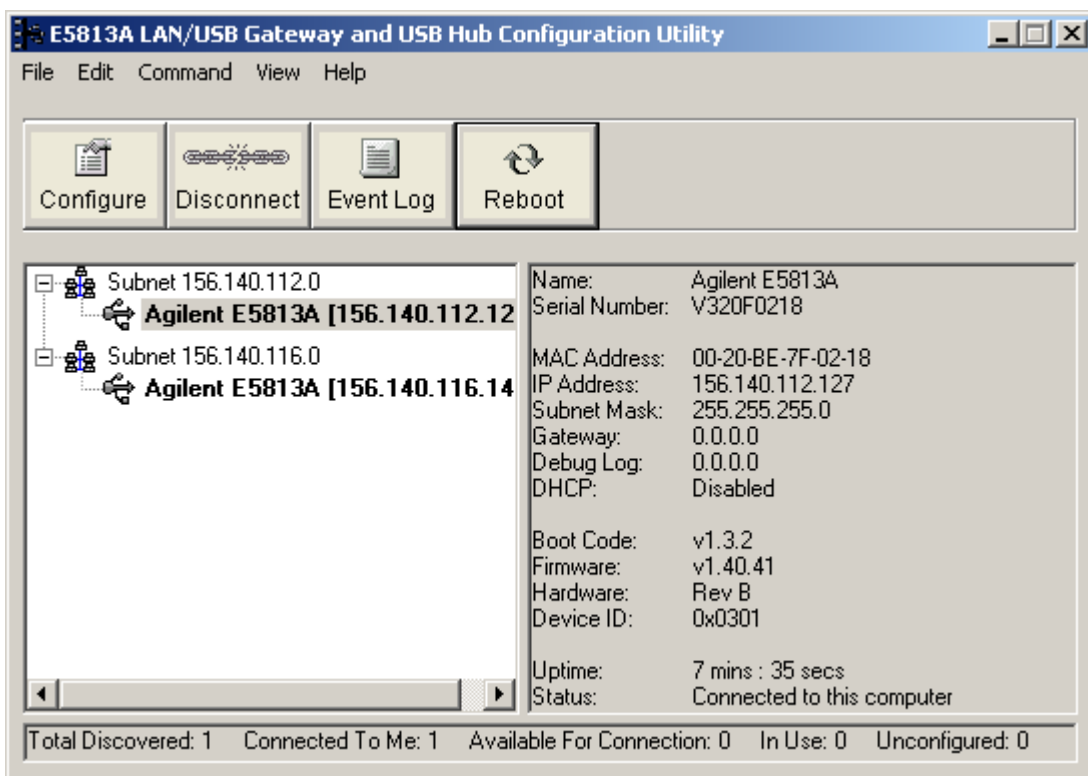 E5813A LAN/USB Gateway and USB Hub Configuration Utility
File Edit Command View Help
Configure Disconnect Event Log Reboot
Subnet 156.140.112.0
Agilent E5813A [156.140.112.12
Subnet 156.140.116.0
Agilent E5813A [156.140.116.14
Name: Agilent E5813A
Serial Number: V320F0218
MAC Address: 00-20-BE-7F-02-18
IP Address: 156.140.112.127
Subnet Mask: 255.255.255.0
Gateway: 0.0.0.0
Debug Log: 0.0.0.0
DHCP: Disabled
Boot Code: v1.3.2
Firmware: v1.40.41
Hardware: Rev B
Device ID: 0x0301
Uptime: 7 mins : 35 secs
Status: Connected to this computer
Total Discovered: 1 Connected To Me: 1 Available For Connection: 0 In Use: 0 Unconfigured: 0